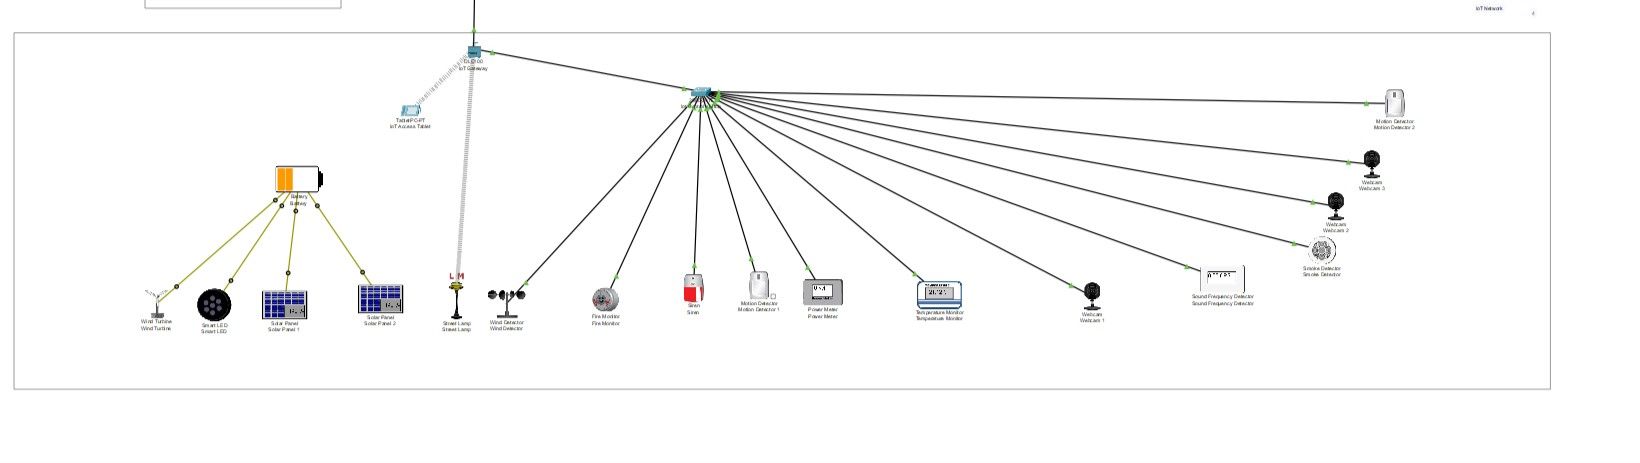 IoT Network
IoT Gateway
TabletPC-PT
IoT Access Tablet
Motion Detector
Motion Detector 2
Webcam
Webcam 3
Battery
Battery
Webcam
Webcam 2
Smoke Detector
Smoke Detector
Sound Frequency Detector
Sound Frequency Detector
Wind Turbine
Wind Turbine
Smart LED
Smart LED
Solar Panel
Solar Panel 1
Solar Panel
Solar Panel 2
Street Lamp
Street Lamp
Wind Detector
Wind Detector
Fire Monitor
Fire Monitor
Siren
Siren
Motion Detector
Motion Detector 1
Power Meter
Power Meter
Temperature Monitor
Temperature Monitor
Webcam
Webcam 1